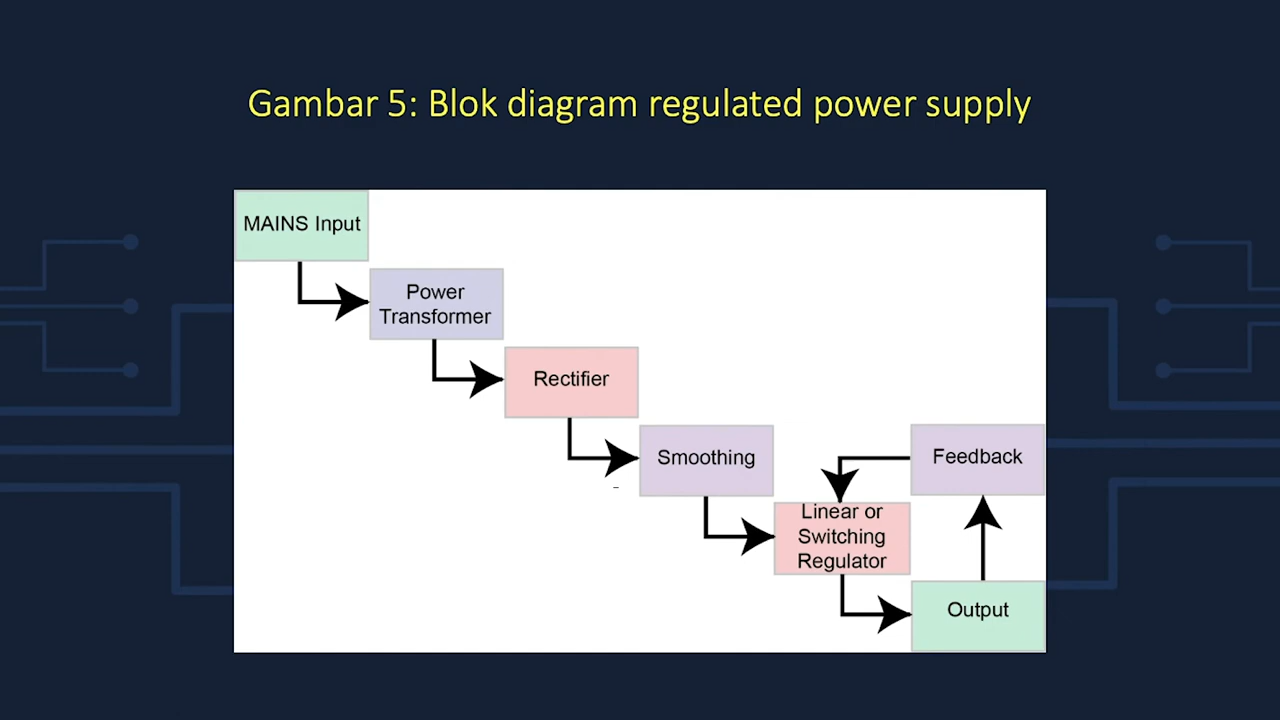 Gambar 5: Blok diagram regulated power supply
MAINS Input
Power
Transformer
Rectifier
Smoothing
Feedback
Linear or
Switching
Regulator
Output